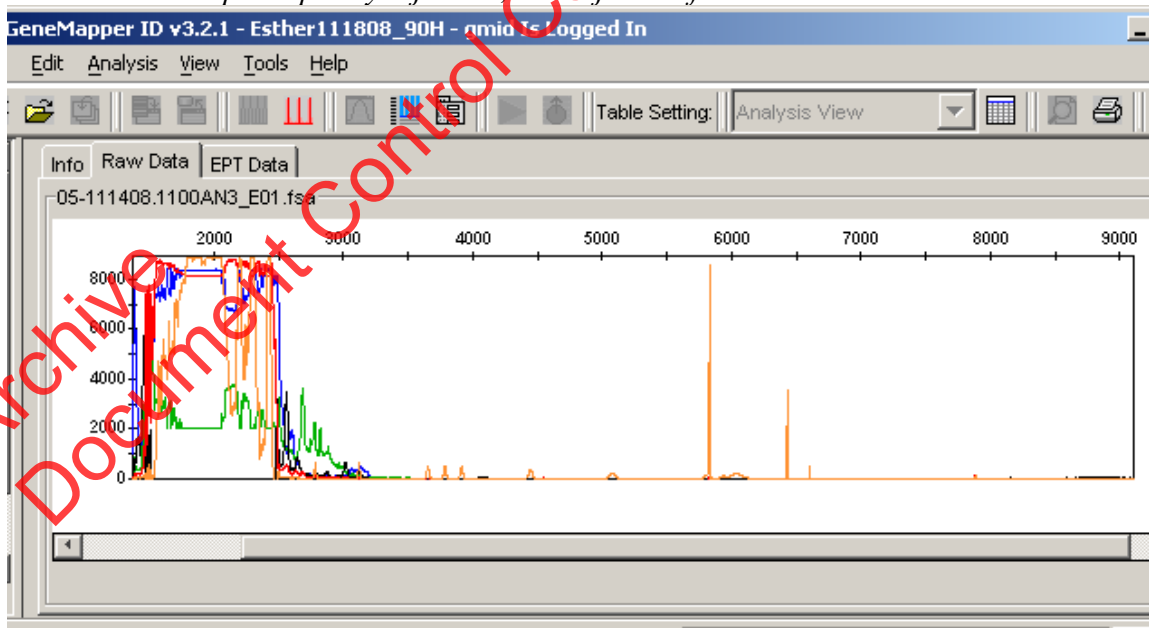 GeneMapper ID v3.2.1 - Esther111808_90H - gmid Is Logged In
Edit Analysis View Tools Help
Table Setting: Analysis View
Info Raw Data EPT Data
05-111408.1100AN3_E01.fsa
2000 3000 4000 5000 6000 7000 8000 9000
8000
6000
4000
2000
0
Archive
Document Control